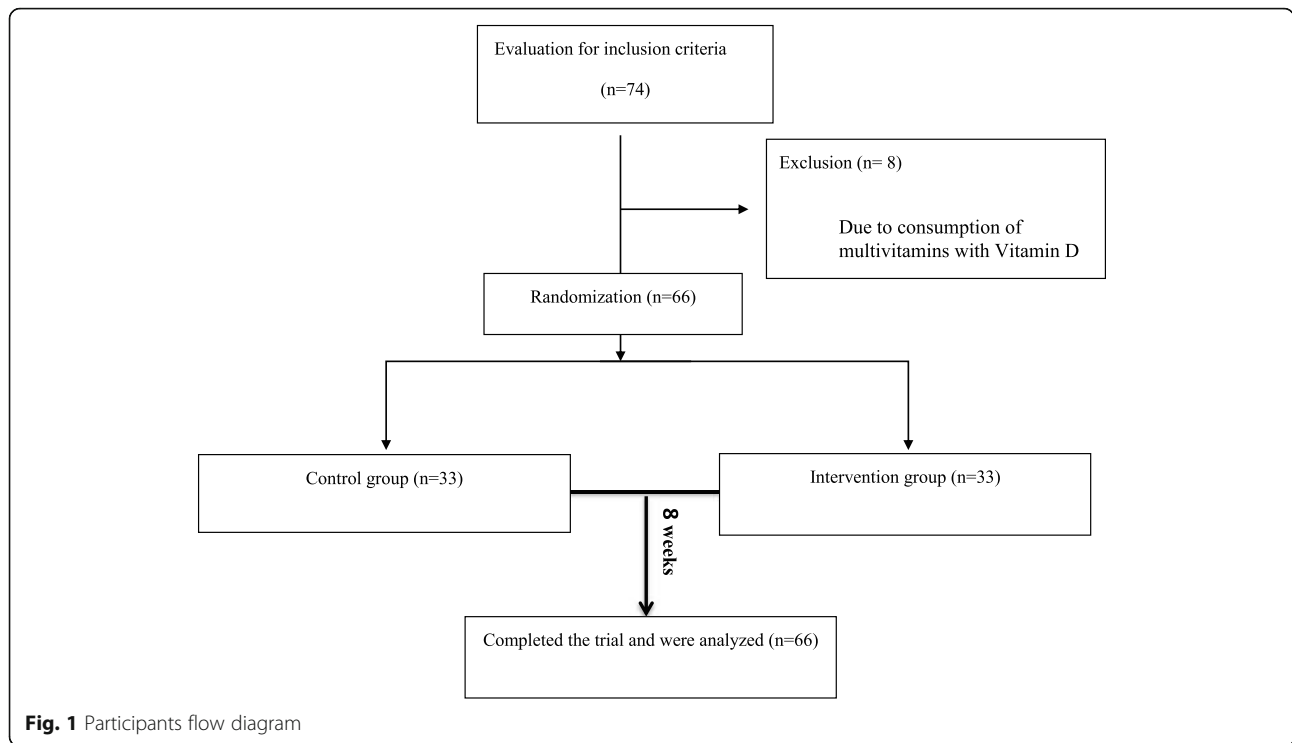 Evaluation for inclusion criteria
(n=74)
Exclusion (n= 8)
Due to consumption of
multivitamins with Vitamin D
Randomization (n=66)
Control group (n=33)
Intervention group (n=33)
8 weeks
Completed the trial and were analyzed (n=66)
Fig. 1 Participants flow diagram